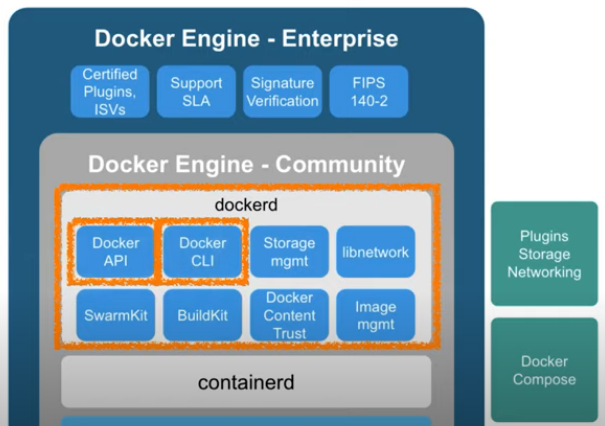 Docker Engine - Enterprise
Certified
Plugins,
ISVs
Support
SLA
Signature
Verification
FIPS
140-2
Docker Engine - Community
dockerd
Docker
API
Docker
CLI
Storage
mgmt
libnetwork
SwarmKit
BuildKit
Docker
Content
Trust
Image
mgmt
containerd
Plugins
Storage
Networking
Docker
Compose